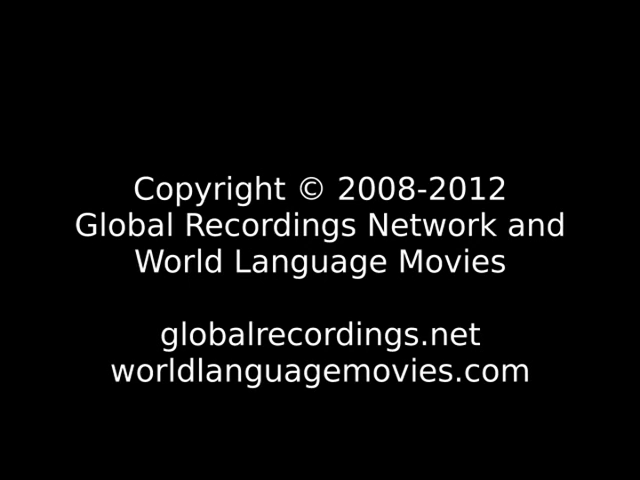 Copyright © 2008-2012
Global Recordings Network and
World Language Movies
globalrecordings.net
worldlanguagemovies.com